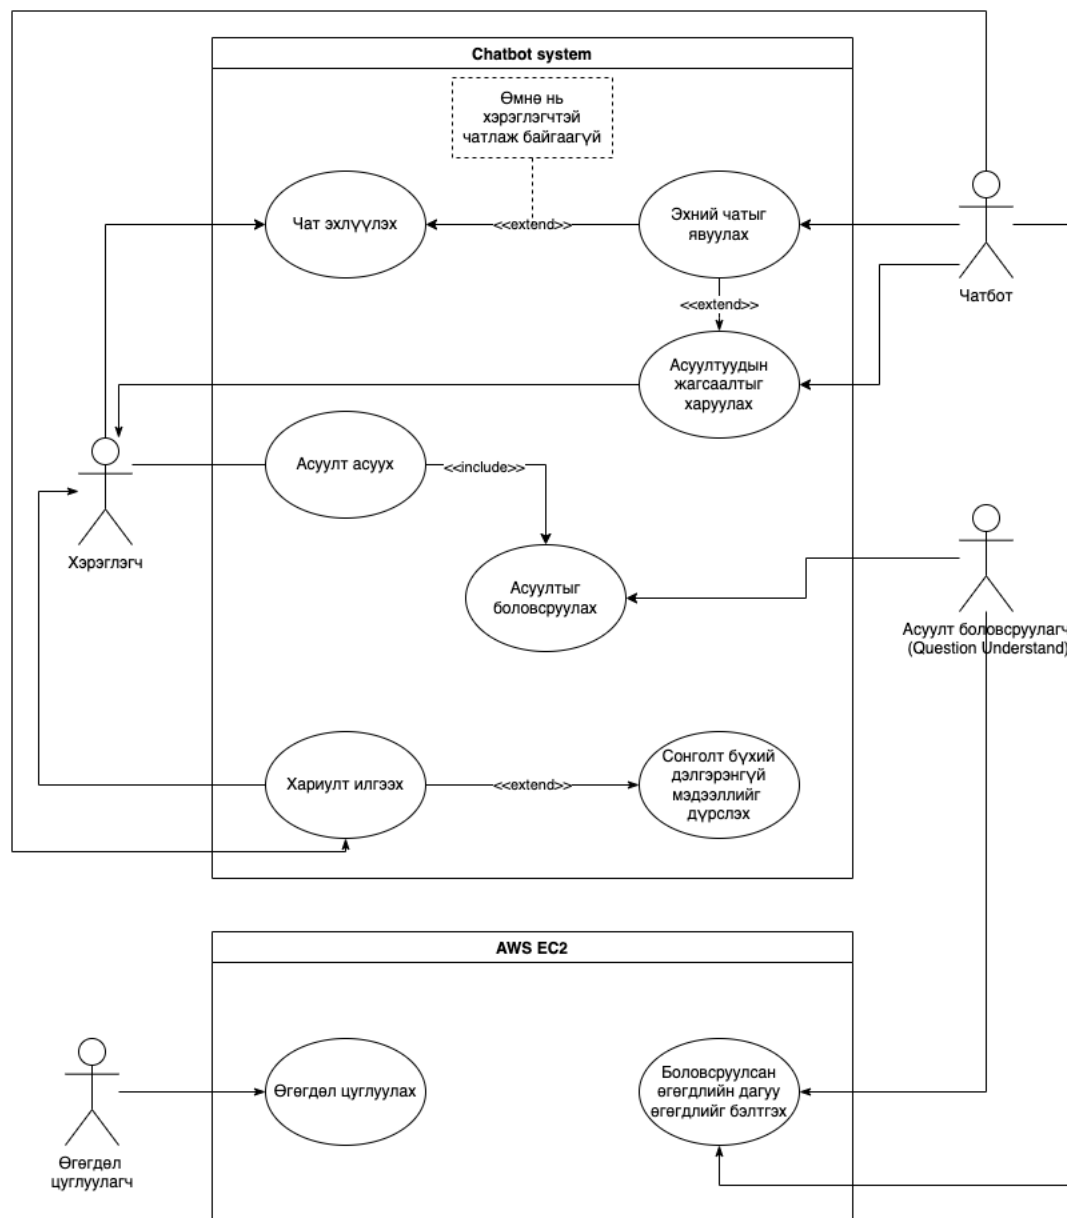 Chatbot system
Өмнө нь
хэрэглэгчтэй
чатлаж байгаагүй
Чат эхлүүлэх
<<extend>>
Эхний чатыг
явуулах
Чатбот
<<extend>>
Асуултуудын
жагсаалтыг
харуулах
Асуулт асуух
<<include>>
Хэрэглэгч
Асуултыг
боловсруулах
Асуулт боловсруулагч
(Question Understand)
Хариулт илгээх
<<extend>>
Сонголт бүхий
дэлгэрэнгүй
мэдээллийг
дүрслэх
AWS EC2
Өгөгдөл цуглуулах
Боловсруулсан
өгөгдлийн дагуу
өгөгдлийг бэлтгэх
Өгөгдөл
цуглуулагч